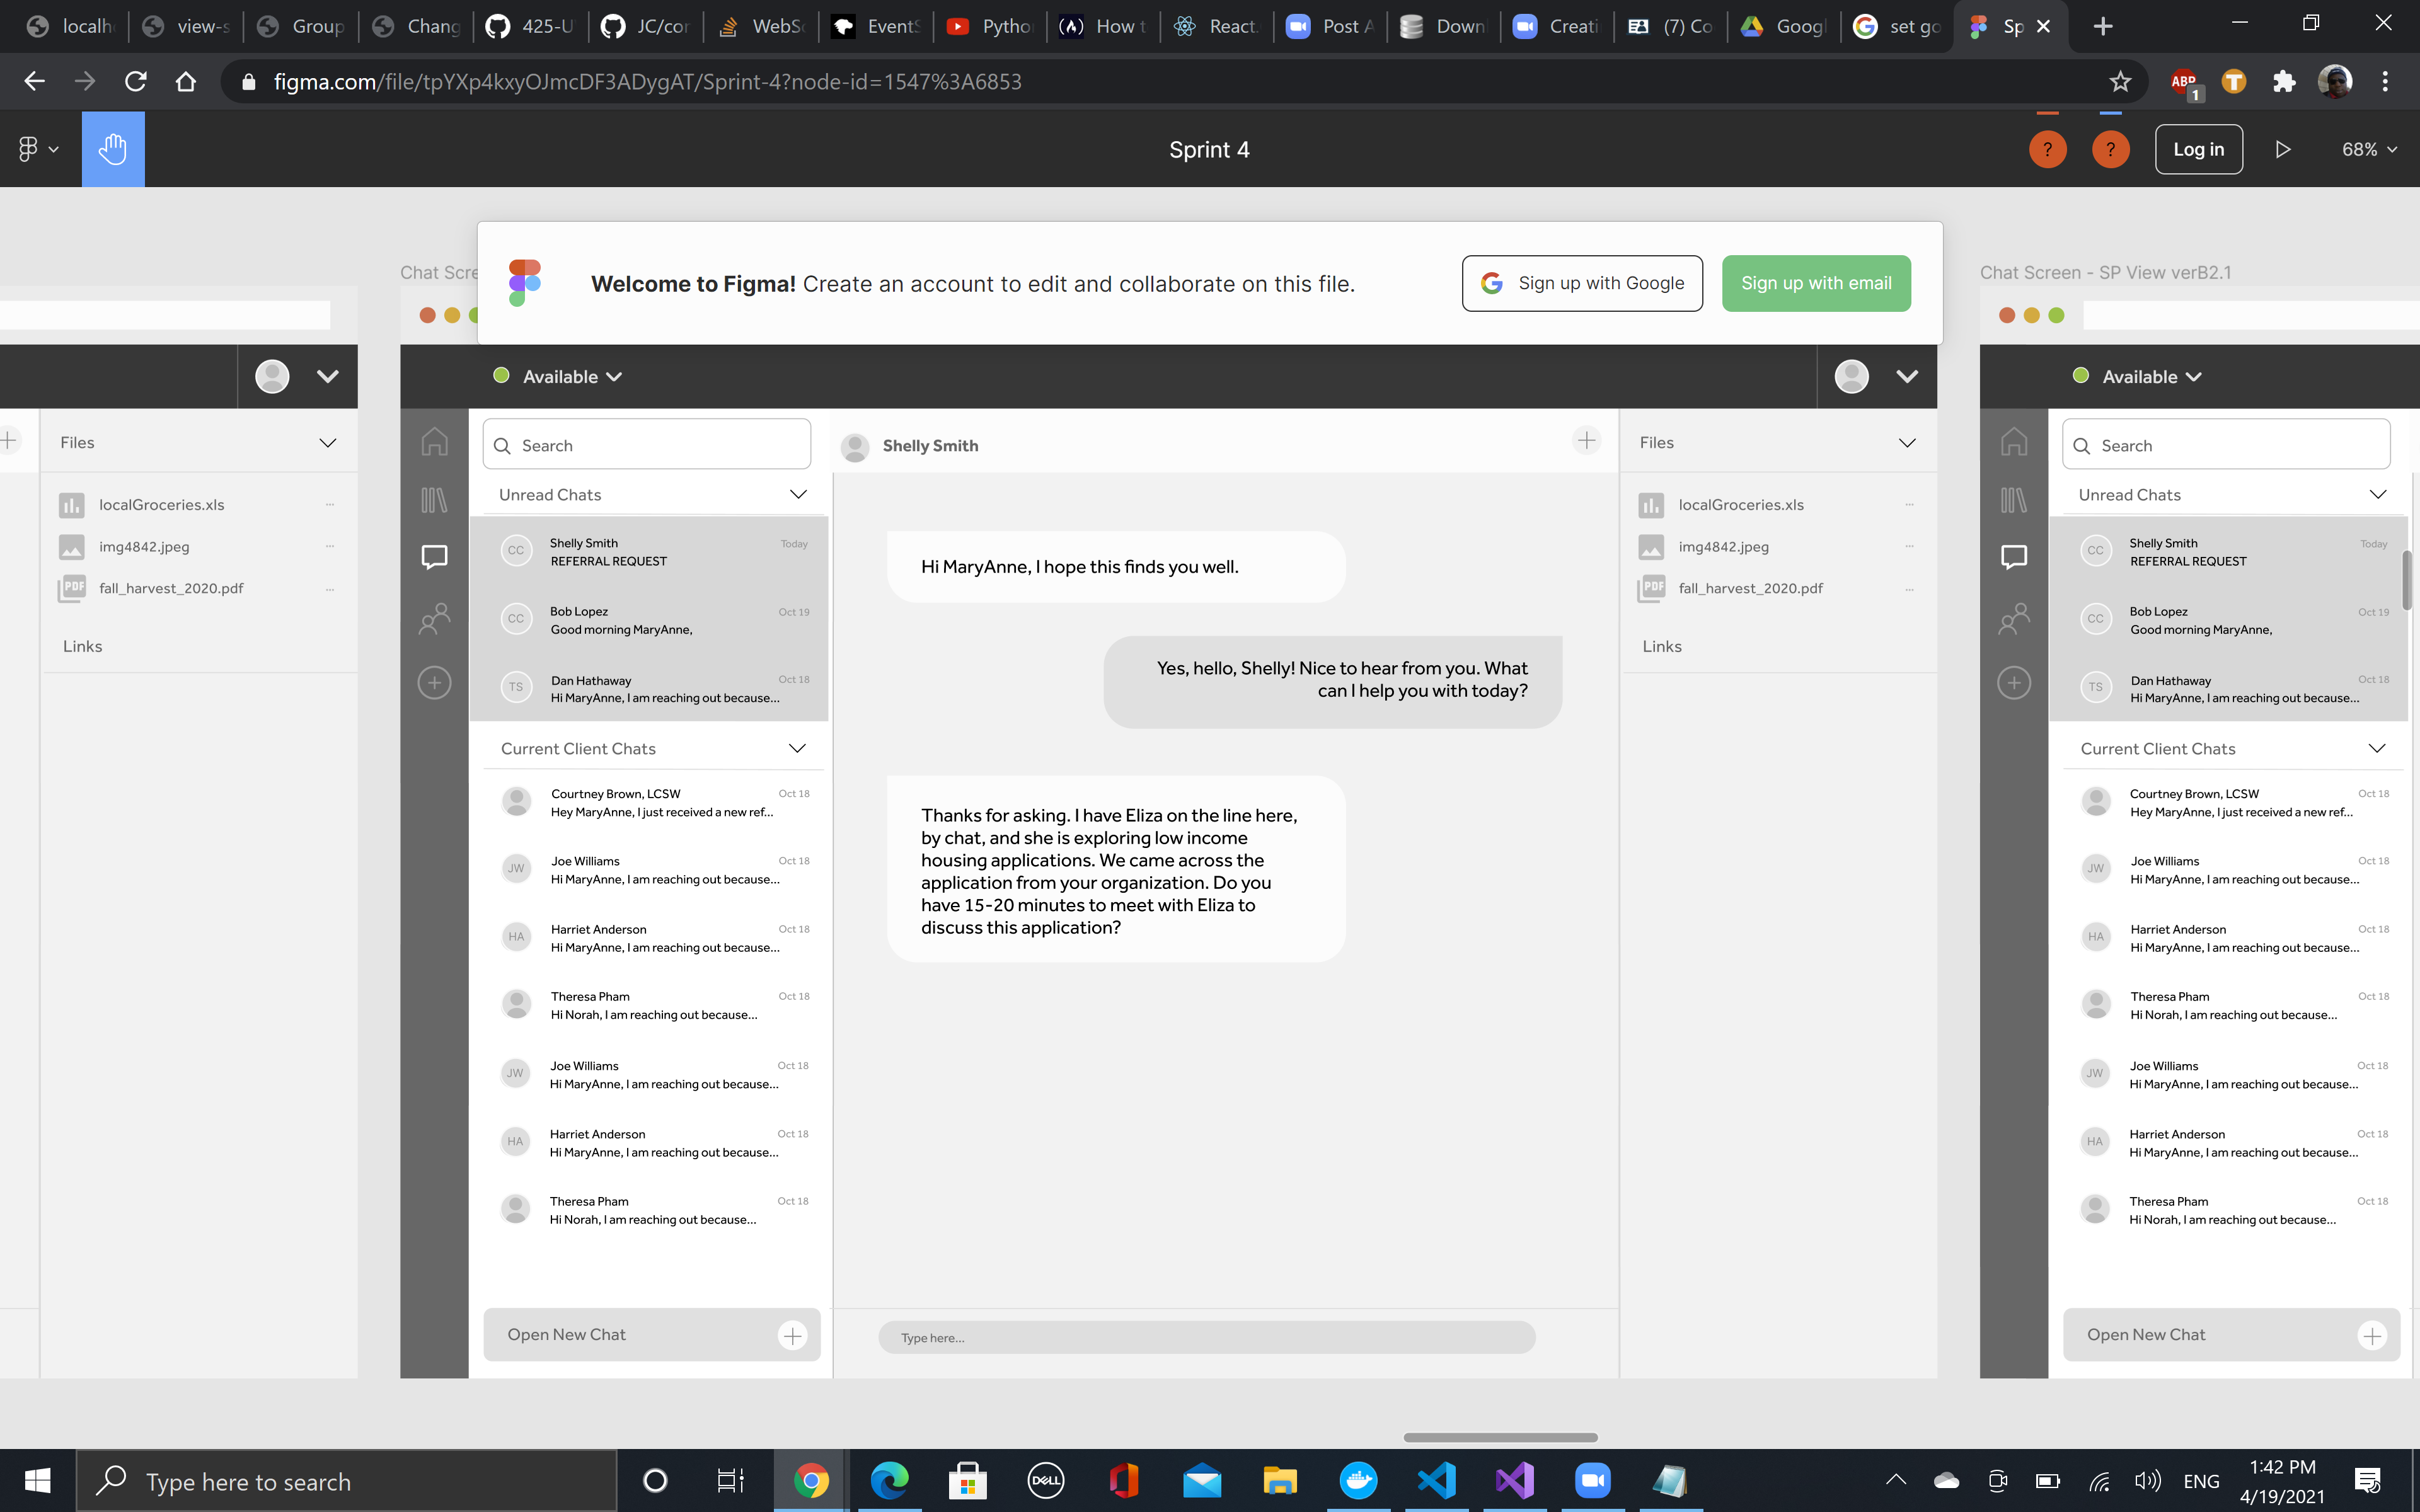 localh
view-s
Group
Chang
425-U
JC/cor
WebSo
EventS
Pytho
How t
React.
Post A
Down
Creati
(7) Co
Googl
set go
Sp
figma.com/file/tpYXp4kxyOJmcDF3ADygAT/Sprint-4?node-id=1547%3A6853
ABP
1
T
Sprint 4
?
?
Log in
68%
Chat Scre
Chat Screen - SP View verB2.1
Welcome to Figma! Create an account to edit and collaborate on this file.
Sign up with Google
Sign up with email
Files
localGroceries.xls
img4842.jpeg
PDF
fall_harvest_2020.pdf
Links
Available
Search
Unread Chats
CC
Shelly Smith
Today
REFERRAL REQUEST
CC
Bob Lopez
Oct 19
Good morning MaryAnne,
TS
Dan Hathaway
Oct 18
Hi MaryAnne, I am reaching out because...
Current Client Chats
Courtney Brown, LCSW
Oct 18
Hey MaryAnne, I just received a new ref...
JW
Joe Williams
Oct 18
Hi MaryAnne, I am reaching out because...
HA
Harriet Anderson
Oct 18
Hi MaryAnne, I am reaching out because...
Theresa Pham
Oct 18
Hi Norah, I am reaching out because...
JW
Joe Williams
Oct 18
Hi MaryAnne, I am reaching out because...
HA
Harriet Anderson
Oct 18
Hi MaryAnne, I am reaching out because...
Theresa Pham
Oct 18
Hi Norah, I am reaching out because...
Open New Chat
Shelly Smith
Hi MaryAnne, I hope this finds you well.
Yes, hello, Shelly! Nice to hear from you. What
can I help you with today?
Thanks for asking. I have Eliza on the line here,
by chat, and she is exploring low income
housing applications. We came across the
application from your organization. Do you
have 15-20 minutes to meet with Eliza to
discuss this application?
Type here...
Files
localGroceries.xls
img4842.jpeg
PDF
fall_harvest_2020.pdf
Links
Available
Search
Unread Chats
CC
Shelly Smith
Today
REFERRAL REQUEST
CC
Bob Lopez
Oct 19
Good morning MaryAnne,
TS
Dan Hathaway
Oct 18
Hi MaryAnne, I am reaching out because...
Current Client Chats
Courtney Brown, LCSW
Oct 18
Hey MaryAnne, I just received a new ref...
JW
Joe Williams
Oct 18
Hi MaryAnne, I am reaching out because...
HA
Harriet Anderson
Oct 18
Hi MaryAnne, I am reaching out because...
Theresa Pham
Oct 18
Hi Norah, I am reaching out because...
JW
Joe Williams
Oct 18
Hi MaryAnne, I am reaching out because...
HA
Harriet Anderson
Oct 18
Hi MaryAnne, I am reaching out because...
Theresa Pham
Oct 18
Hi Norah, I am reaching out because...
Open New Chat
Type here to search
DELL
ENG
1:42 PM
4/19/2021